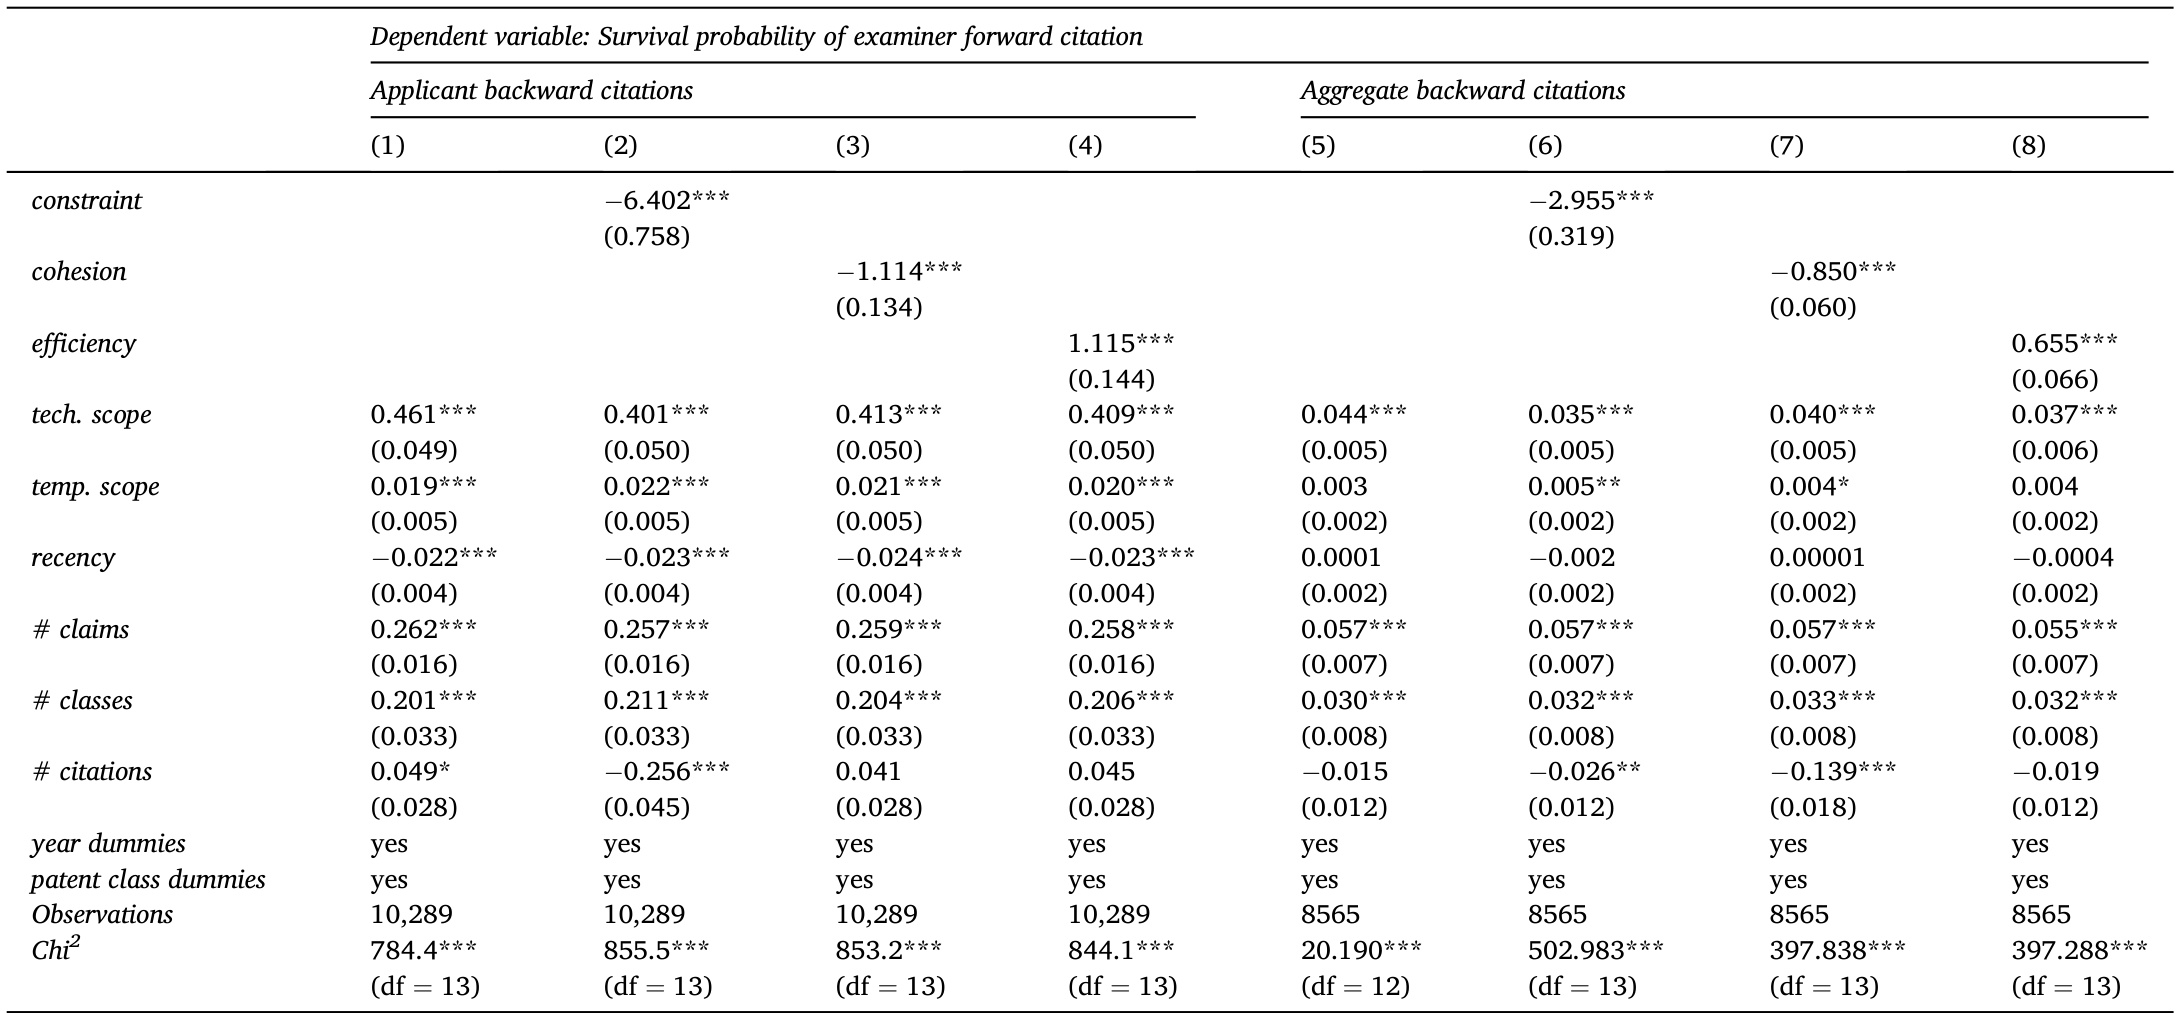 Dependent variable: Survival probability of examiner forward citation
Applicant backward citations Aggregate backward citations
(1) (2) (3) (4) (5) (6) (7) (8)
constraint −6.402*** −2.955***
(0.758) (0.319)
cohesion −1.114*** −0.850***
(0.134) (0.060)
efficiency 1.115*** 0.655***
(0.144) (0.066)
tech. scope 0.461*** 0.401*** 0.413*** 0.409*** 0.044*** 0.035*** 0.040*** 0.037***
(0.049) (0.050) (0.050) (0.050) (0.005) (0.005) (0.005) (0.006)
temp. scope 0.019*** 0.022*** 0.021*** 0.020*** 0.003 0.005** 0.004* 0.004
(0.005) (0.005) (0.005) (0.005) (0.002) (0.002) (0.002) (0.002)
recency −0.022*** −0.023*** −0.024*** −0.023*** 0.0001 −0.002 0.00001 −0.0004
(0.004) (0.004) (0.004) (0.004) (0.002) (0.002) (0.002) (0.002)
# claims 0.262*** 0.257*** 0.259*** 0.258*** 0.057*** 0.057*** 0.057*** 0.055***
(0.016) (0.016) (0.016) (0.016) (0.007) (0.007) (0.007) (0.007)
# classes 0.201*** 0.211*** 0.204*** 0.206*** 0.030*** 0.032*** 0.033*** 0.032***
(0.033) (0.033) (0.033) (0.033) (0.008) (0.008) (0.008) (0.008)
# citations 0.049* −0.256*** 0.041 0.045 −0.015 −0.026** −0.139*** −0.019
(0.028) (0.045) (0.028) (0.028) (0.012) (0.012) (0.018) (0.012)
year dummies yes yes yes yes yes yes yes yes
patent class dummies yes yes yes yes yes yes yes yes
Observations 10,289 10,289 10,289 10,289 8565 8565 8565 8565
Chi² 784.4*** 855.5*** 853.2*** 844.1*** 20.190*** 502.983*** 397.838*** 397.288***
(df = 13) (df = 13) (df = 13) (df = 13) (df = 12) (df = 13) (df = 13) (df = 13)